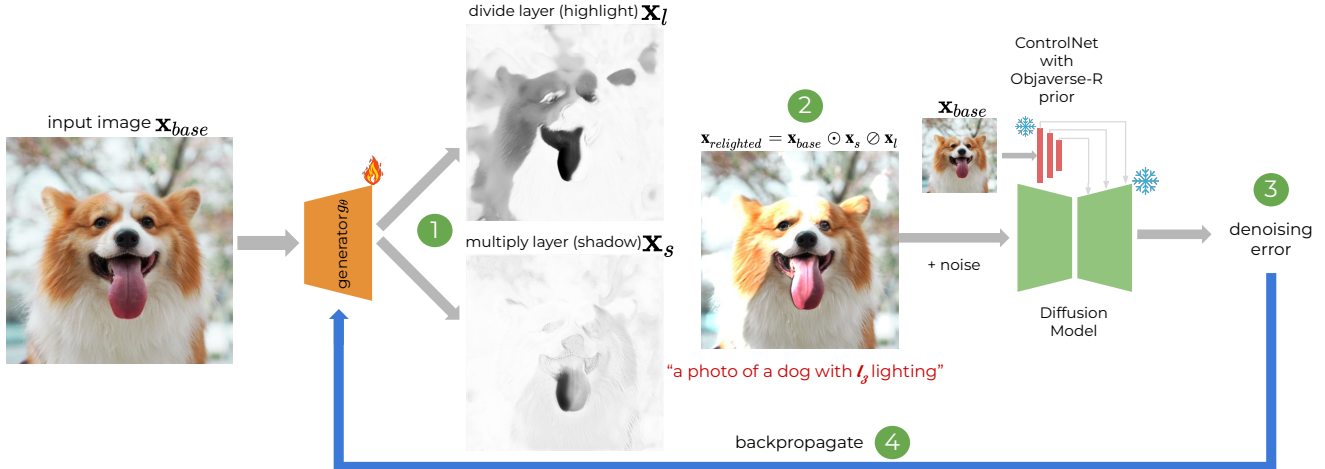 input image x_base
generator g_θ
divide layer (highlight) x_l
1
multiply layer (shadow) x_s
2
x_relighted = x_base ⊙ x_s ⊘ x_l
+ noise
“a photo of a dog with l_z lighting”
x_base
ControlNet
with
Objaverse-R
prior
Diffusion
Model
3
denoising
error
backpropagate 4